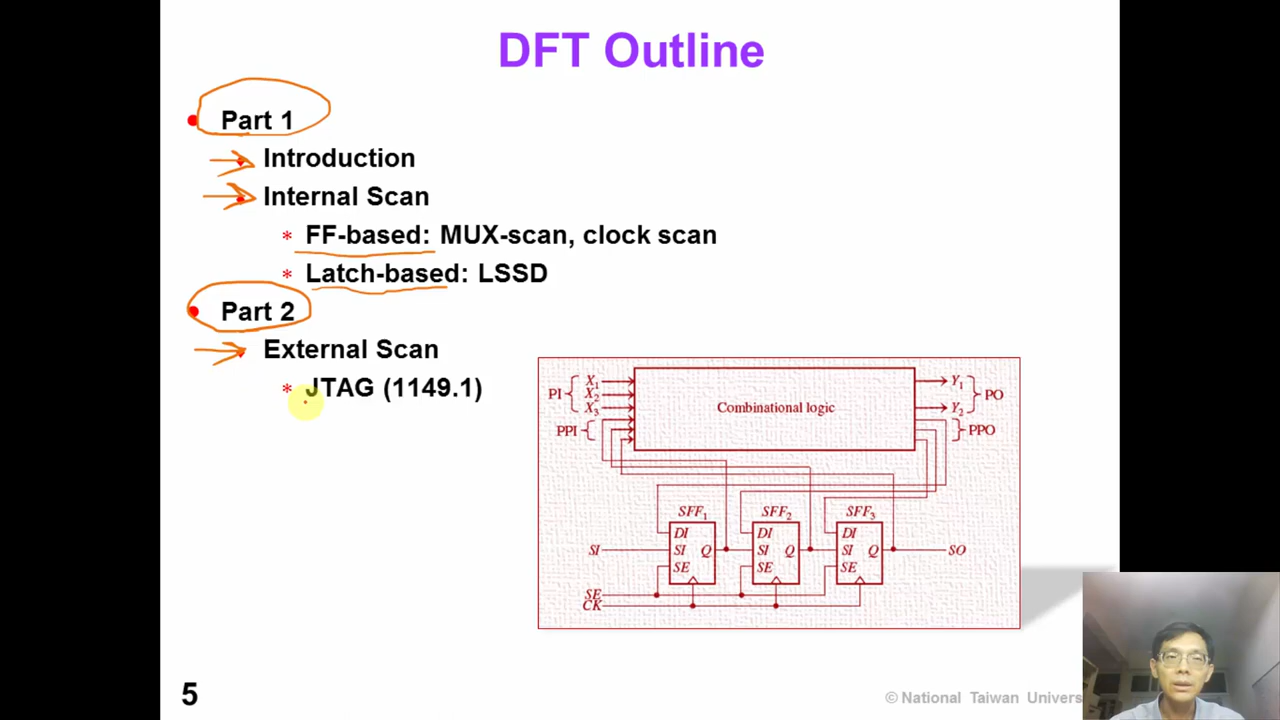 DFT Outline
Part 1
Introduction
Internal Scan
* FF-based: MUX-scan, clock scan
* Latch-based: LSSD
Part 2
External Scan
* JTAG (1149.1)
PI { X1 X2 X3
PPI {
Combinational logic
Y1 Y2 } PO
} PPO
SFF1 SFF2 SFF3
DI DI DI
SI SI Q SI Q SI Q SO
SE SE SE
SE
CK
5
© National Taiwan Univers